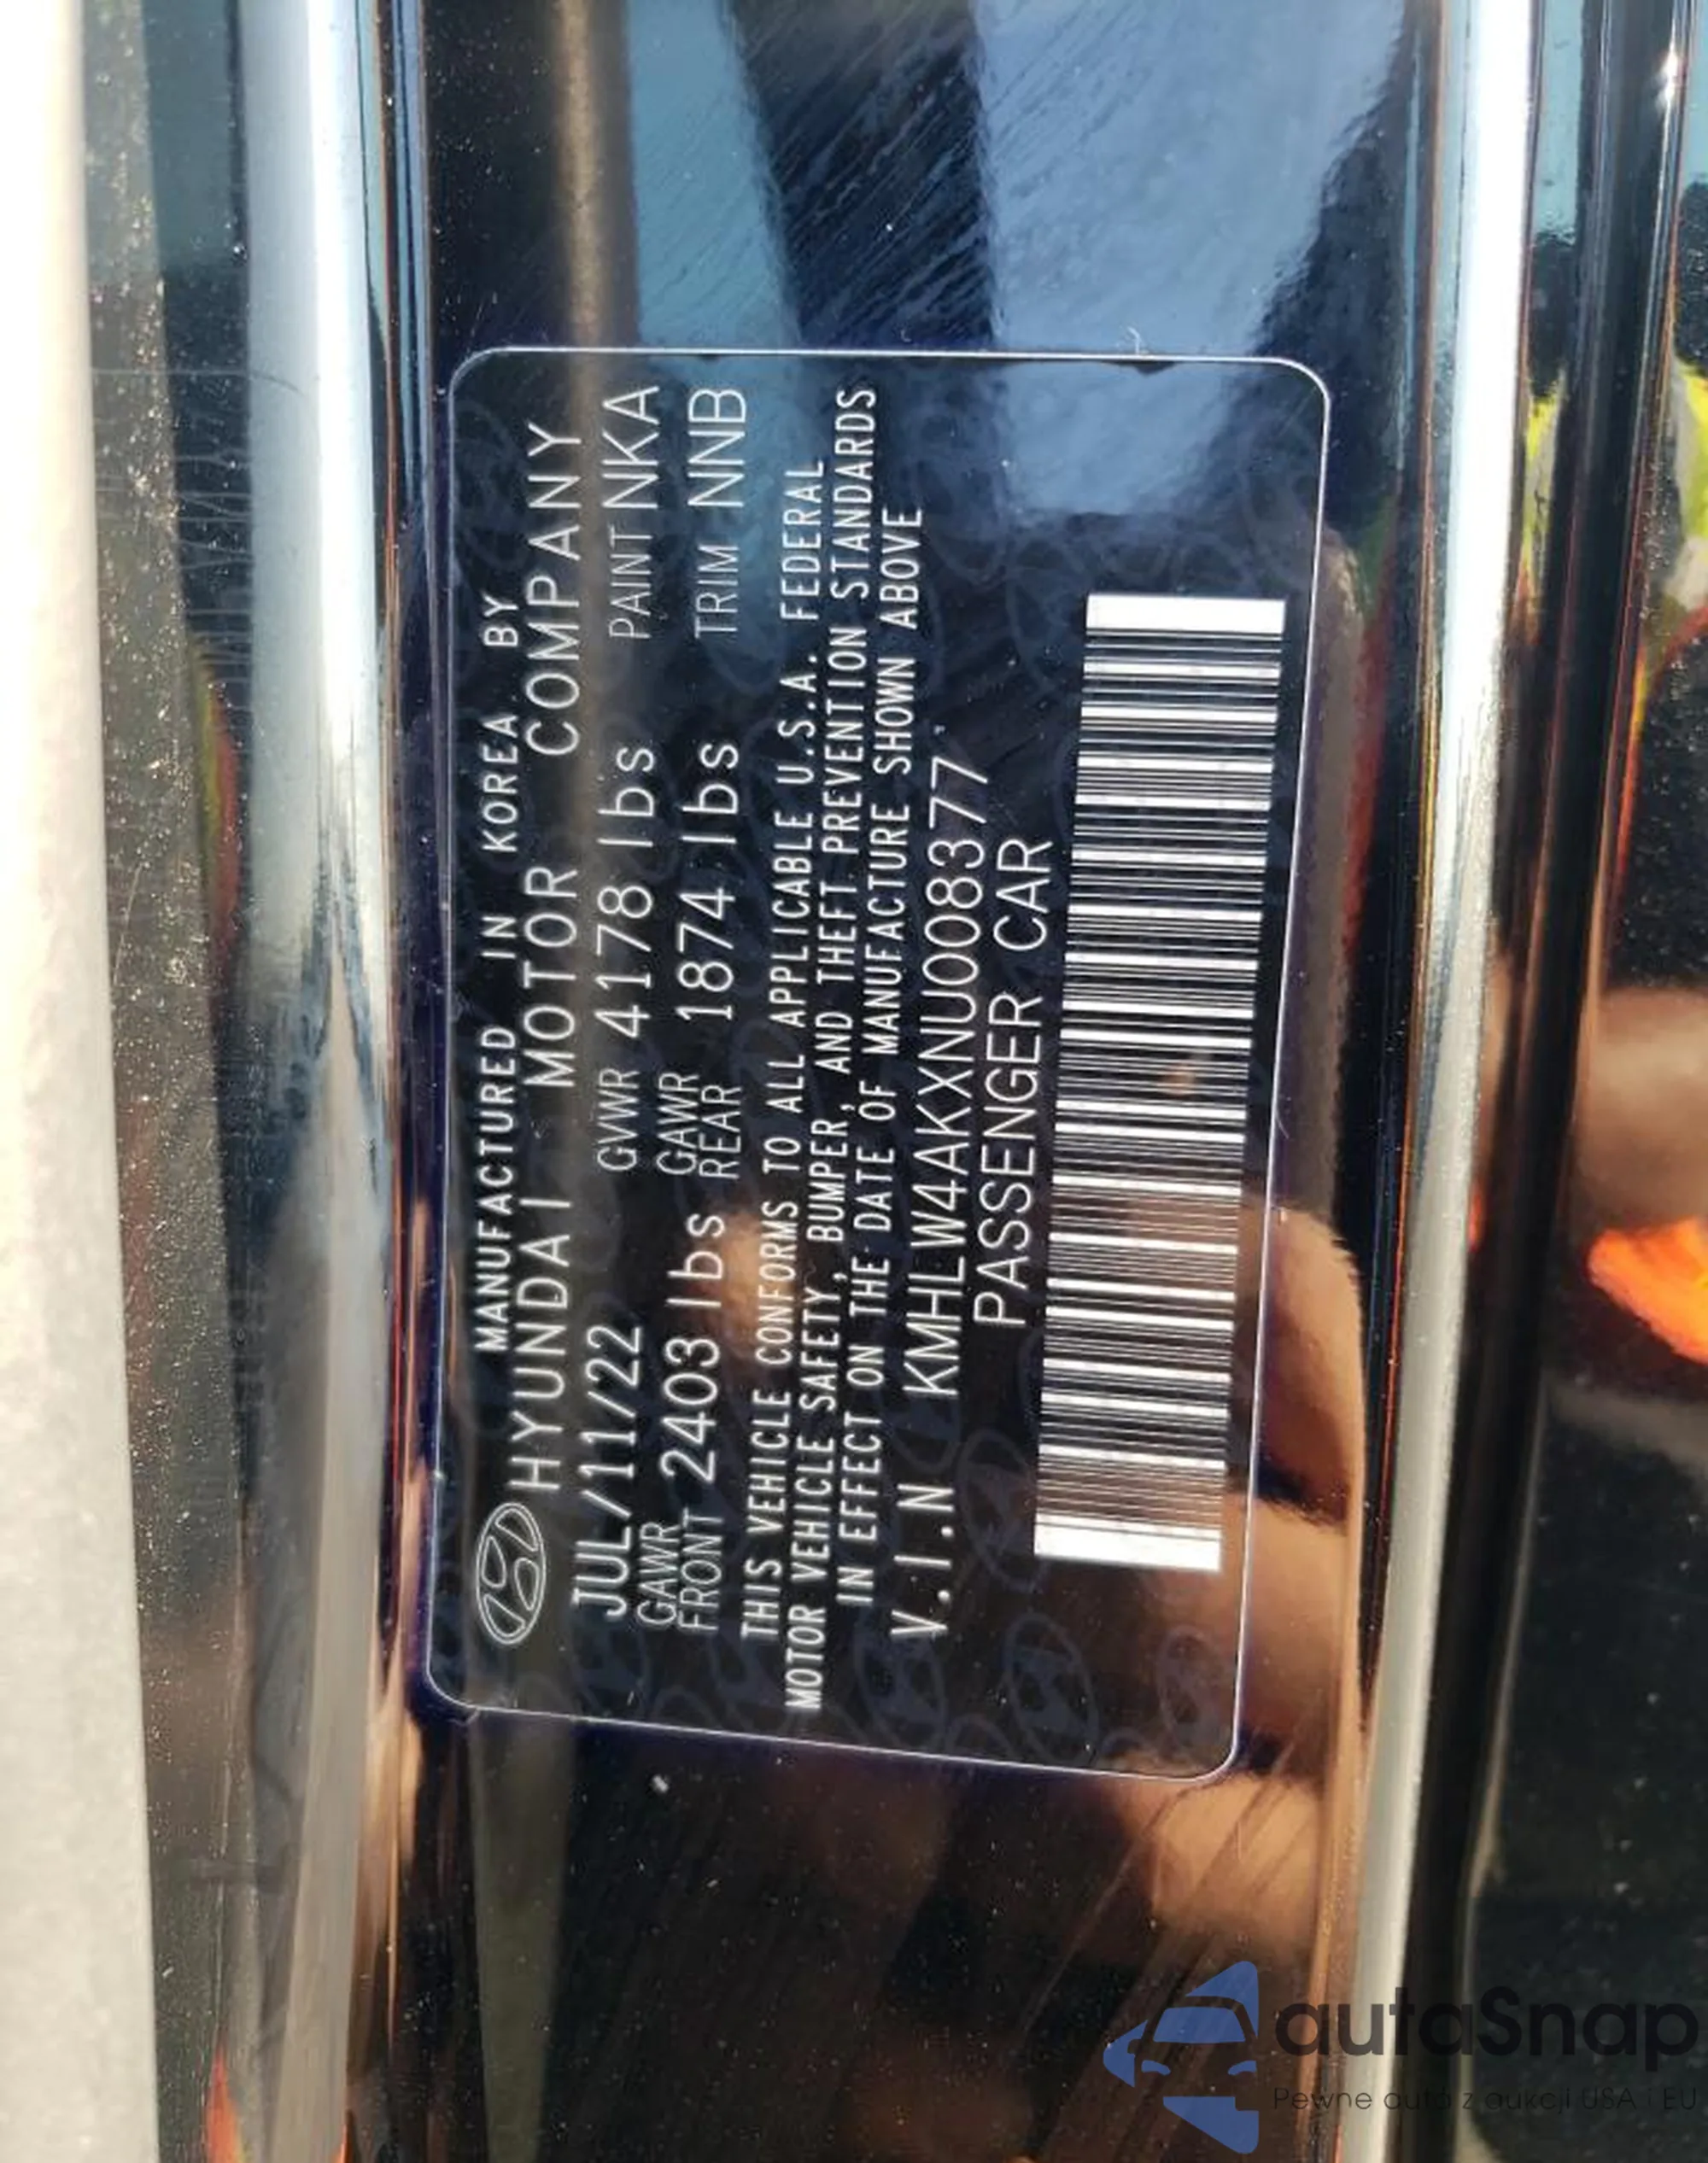 MANUFACTURED IN KOREA BY
HYUNDAI MOTOR COMPANY
JUL/11/22 GVWR 4178 lbs PAINT NKA
GAWR FRONT 2403 lbs GAWR REAR 1874 lbs TRIM NNB
THIS VEHICLE CONFORMS TO ALL APPLICABLE U.S.A. FEDERAL
MOTOR VEHICLE SAFETY, BUMPER, AND THEFT PREVENTION STANDARDS
IN EFFECT ON THE DATE OF MANUFACTURE SHOWN ABOVE
V.I.N KMHLW4AKXNU008377
PASSENGER CAR
autaSnap
Pewne auta z aukcji USA i EU